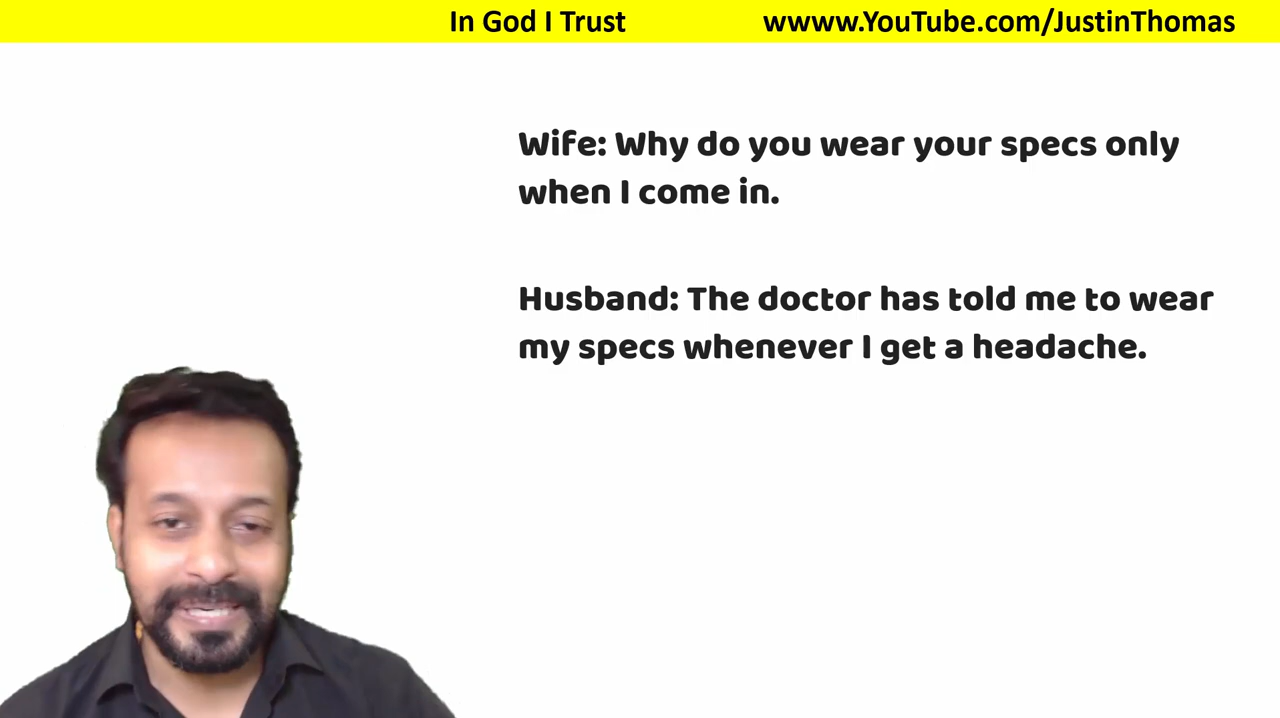 In God I Trust
wwww.YouTube.com/JustinThomas
Wife: Why do you wear your specs only
when I come in.
Husband: The doctor has told me to wear
my specs whenever I get a headache.